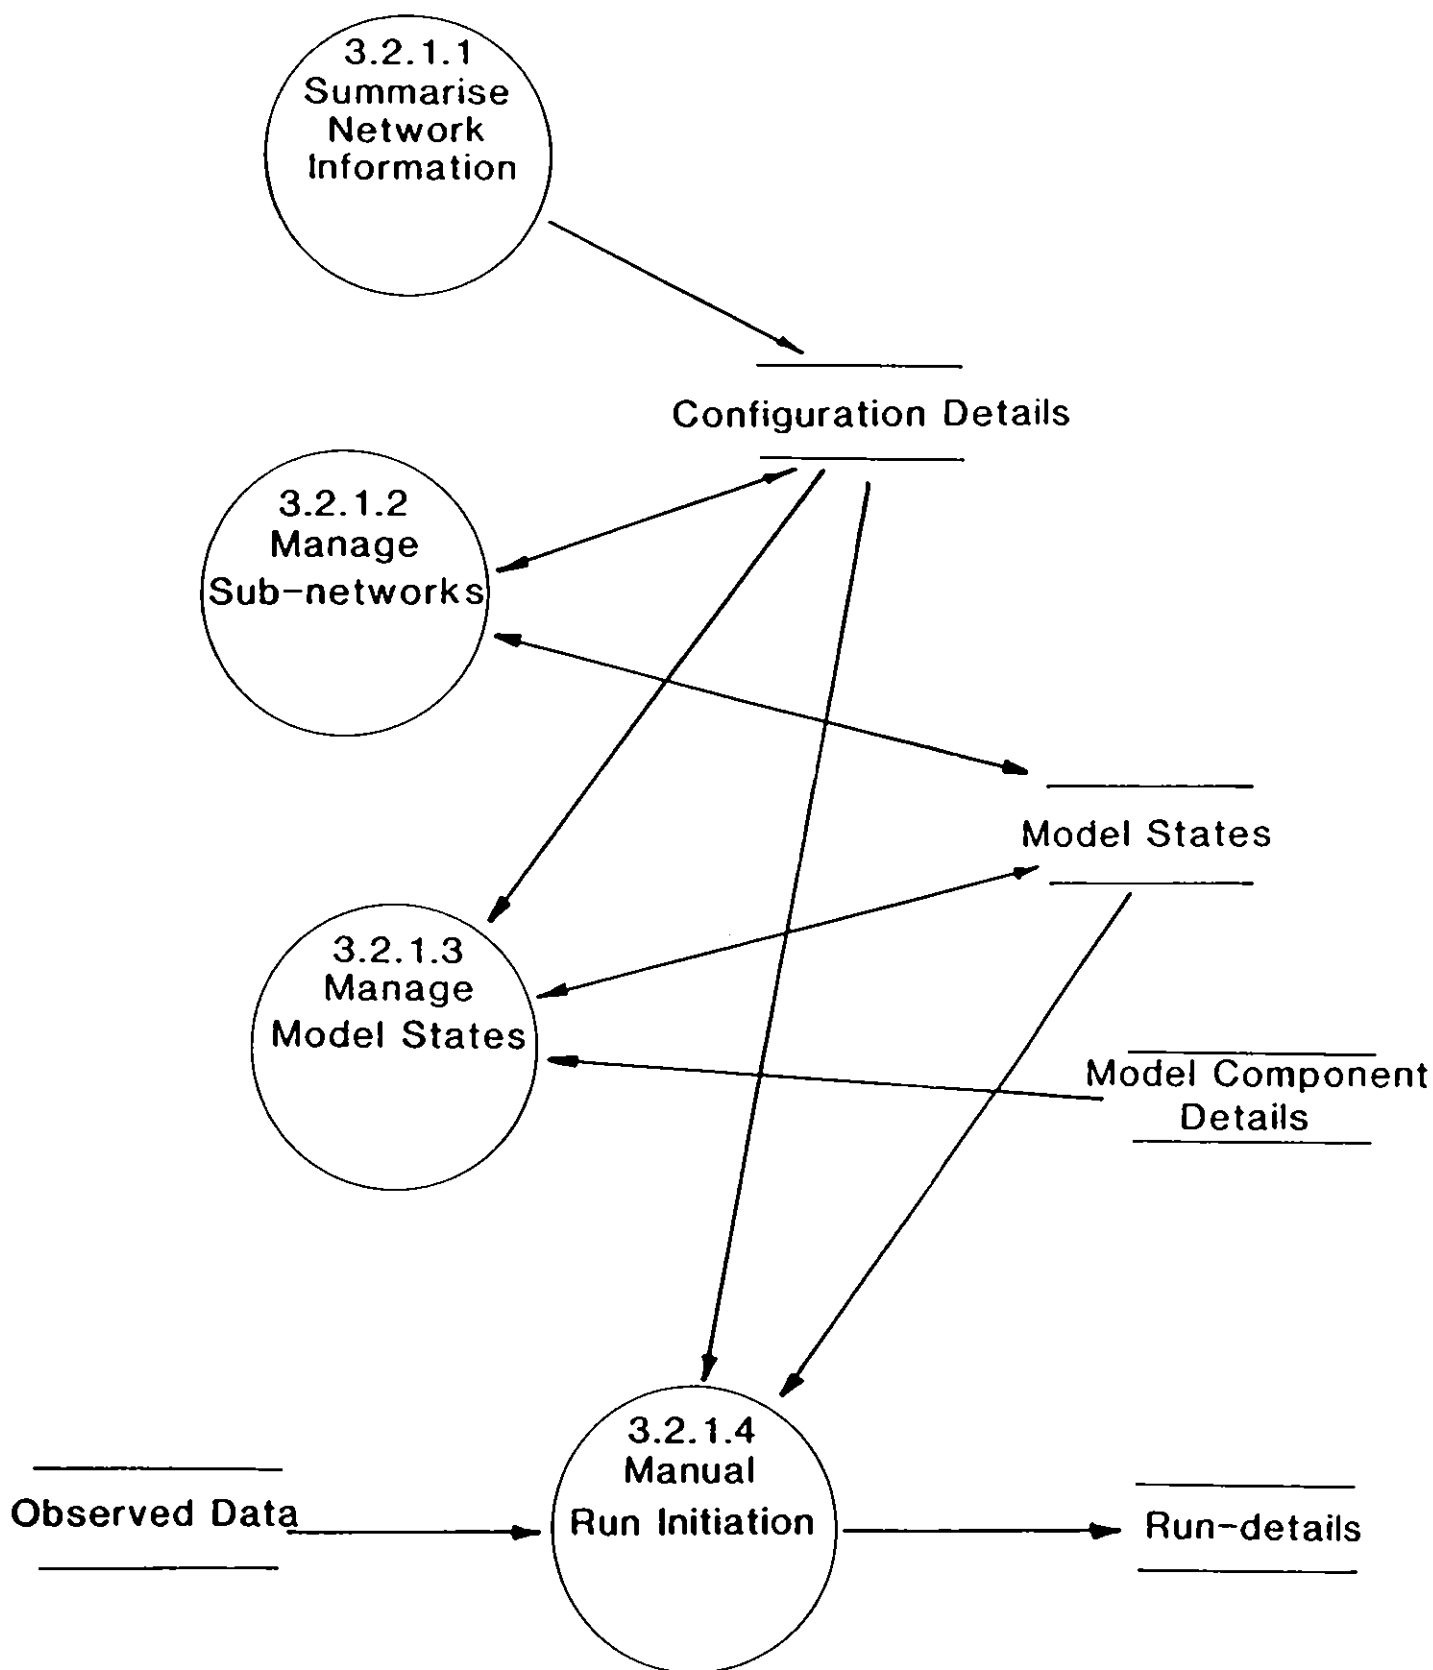 3.2.1.1
Summarise
Network
Information
Configuration Details
3.2.1.2
Manage
Sub-networks
Model States
3.2.1.3
Manage
Model States
Model Component
Details
3.2.1.4
Manual
Run Initiation
Observed Data
Run-details